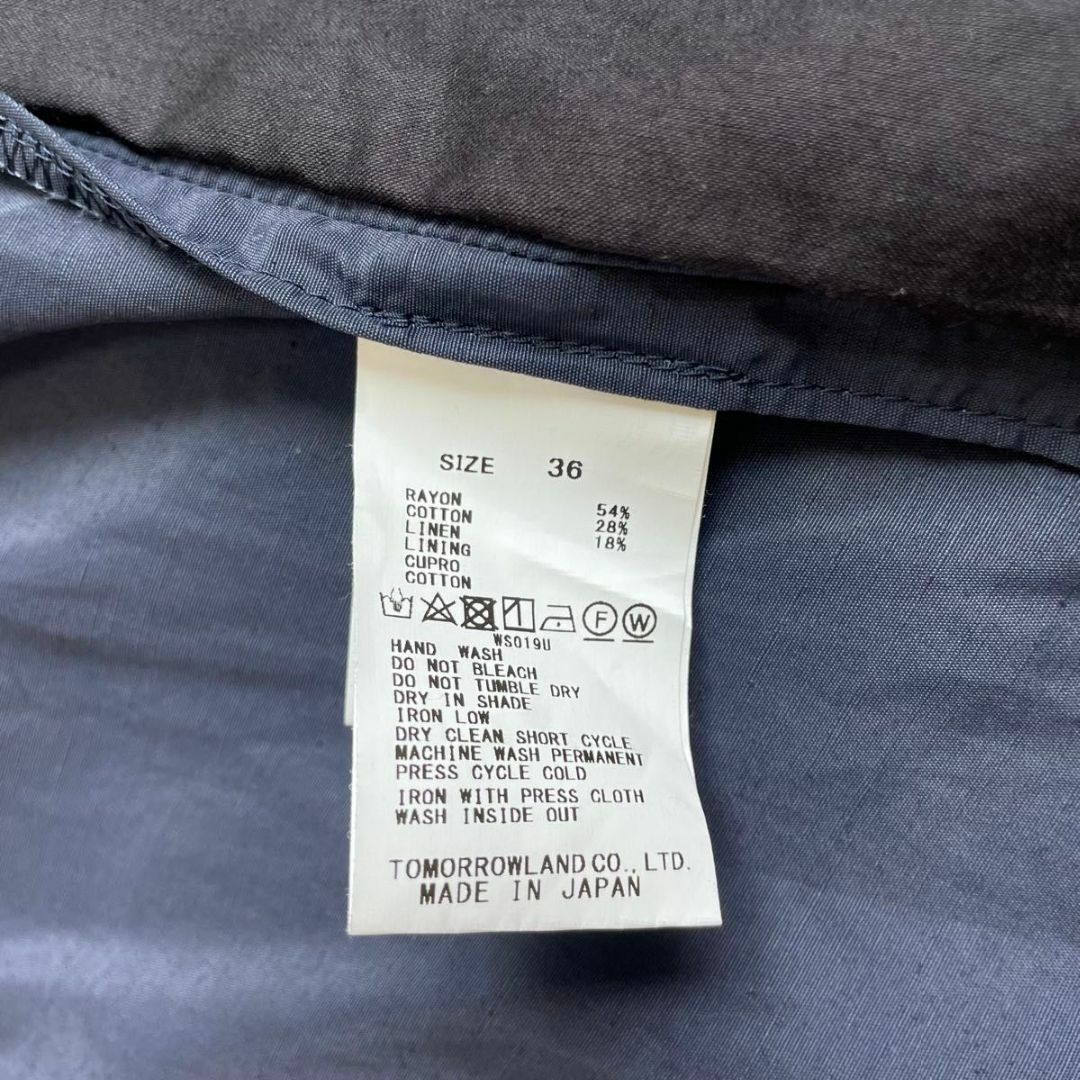 SIZE 36
RAYON 54%
COTTON 28%
LINEN 18%
LINING
CUPRO
COTTON
F W
WS019U
HAND WASH
DO NOT BLEACH
DO NOT TUMBLE DRY
DRY IN SHADE
IRON LOW
DRY CLEAN SHORT CYCLE
MACHINE WASH PERMANENT
PRESS CYCLE COLD
IRON WITH PRESS CLOTH
WASH INSIDE OUT
TOMORROWLAND CO., LTD.
MADE IN JAPAN